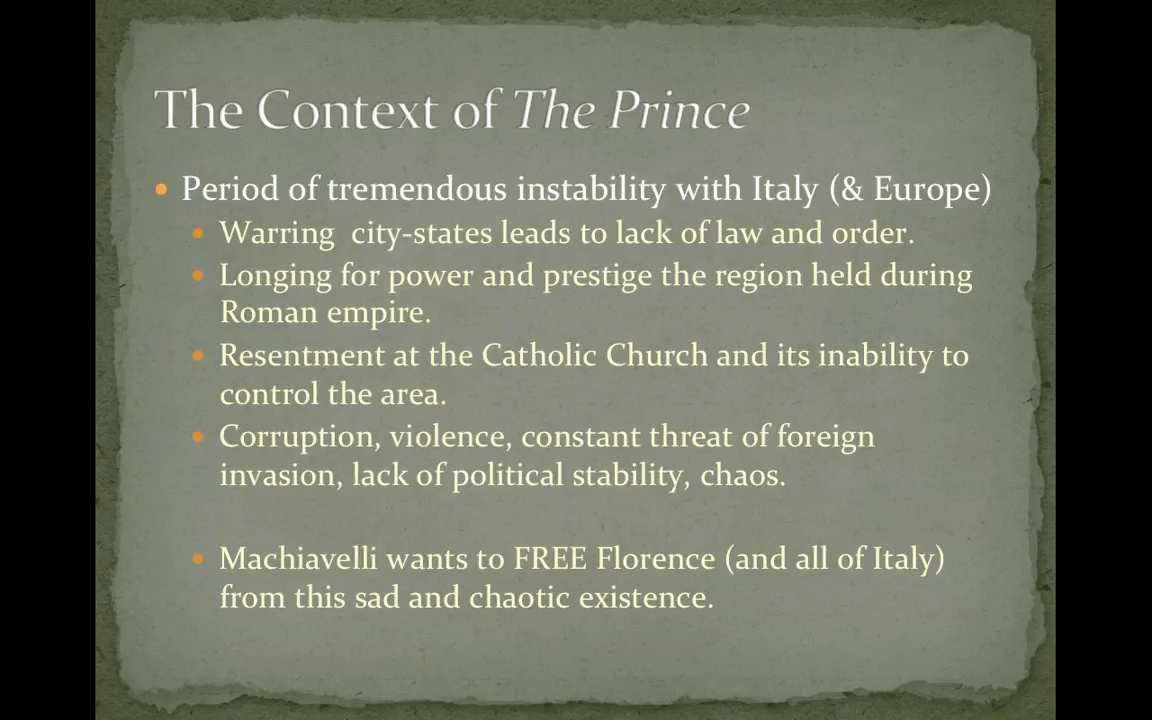 The Context of The Prince
Period of tremendous instability with Italy (& Europe)
Warring  city-states leads to lack of law and order.
Longing for power and prestige the region held during
Roman empire.
Resentment at the Catholic Church and its inability to
control the area.
Corruption, violence, constant threat of foreign
invasion, lack of political stability, chaos.
Machiavelli wants to FREE Florence (and all of Italy)
from this sad and chaotic existence.